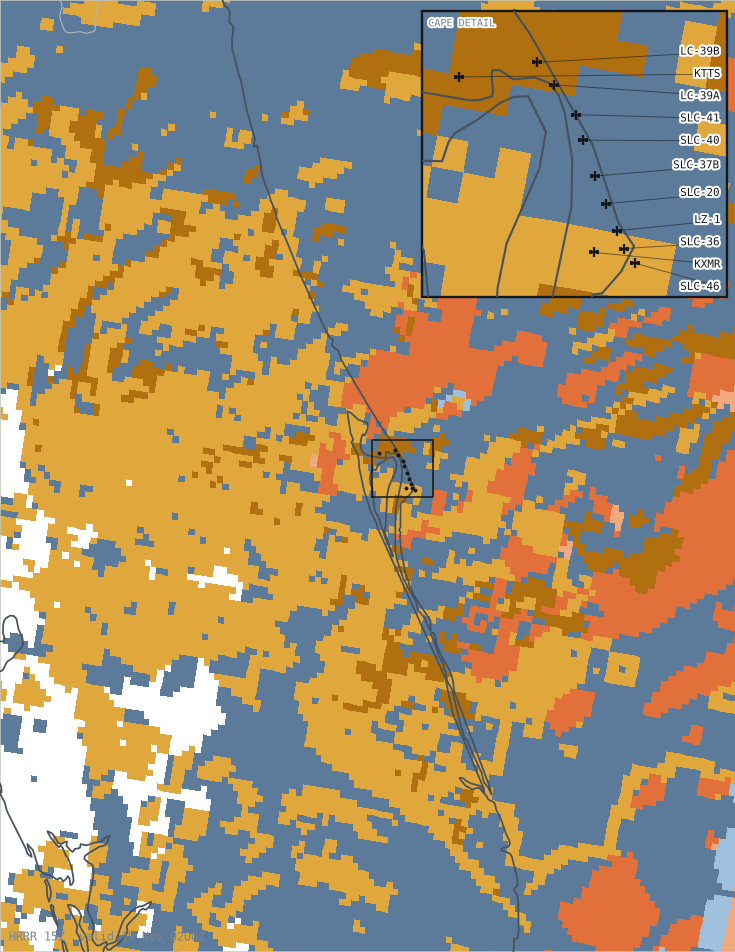 CAPE DETAIL
LC-39B
KTTS
LC-39A
SLC-41
SLC-40
SLC-37B
SLC-20
LZ-1
SLC-36
KXMR
SLC-46
HRRR